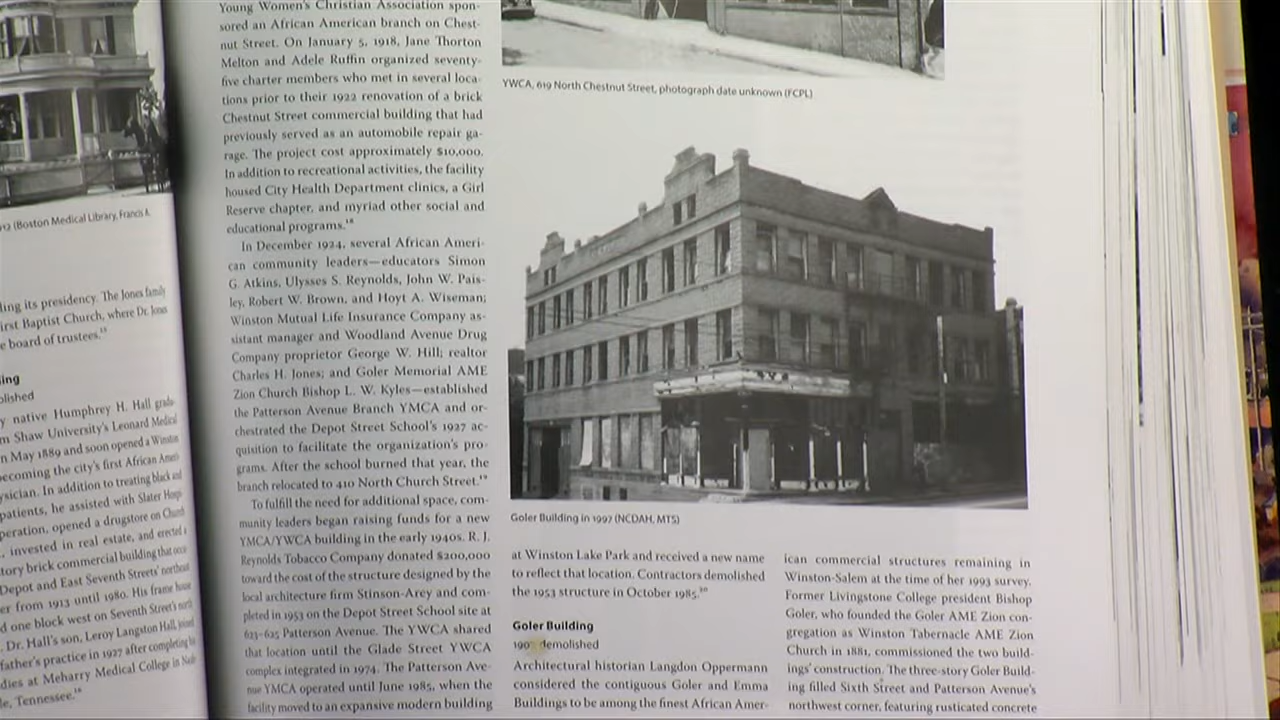 12 (Boston Medical Library, Francis A.
ling its presidency. The Jones family
irst Baptist Church, where Dr. Jones
e board of trustees.¹⁵
ing
olished
y native Humphrey H. Hall grad-
m Shaw University's Leonard Medical
n May 1889 and soon opened a Winston
becoming the city's first African Amer-
ysician. In addition to treating black and
patients, he assisted with Slater Hosp-
peration, opened a drugstore on Church
., invested in real estate, and erected a
tory brick commercial building that
Depot and East Seventh Streets' northeast
er from 1913 until 1980. His frame house
d one block west on Seventh Street's north
. Dr. Hall's son, Leroy Langston Hall, joined
father's practice in 1927 after completing his
dies at Meharry Medical College in Nash-
le, Tennessee.¹⁶
Young Women's Christian Association spon-
sored an African American branch on Chest-
nut Street. On January 5, 1918, Jane Thorton
Melton and Adele Ruffin organized seventy-
five charter members who met in several loca-
tions prior to their 1922 renovation of a brick
Chestnut Street commercial building that had
previously served as an automobile repair ga-
rage. The project cost approximately $10,000.
In addition to recreational activities, the facility
housed City Health Department clinics, a Girl
Reserve chapter, and myriad other social and
educational programs.¹⁸
In December 1924, several African Ameri-
can community leaders—educators Simon
G. Atkins, Ulysses S. Reynolds, John W. Pais-
ley, Robert W. Brown, and Hoyt A. Wiseman;
Winston Mutual Life Insurance Company as-
sistant manager and Woodland Avenue Drug
Company proprietor George W. Hill; realtor
Charles H. Jones; and Goler Memorial AME
Zion Church Bishop L. W. Kyles—established
the Patterson Avenue Branch YMCA and or-
chestrated the Depot Street School's 1927 ac-
quisition to facilitate the organization's pro-
grams. After the school burned that year, the
branch relocated to 410 North Church Street.¹⁹
To fulfill the need for additional space, com-
munity leaders began raising funds for a new
YMCA/YWCA building in the early 1940s. R. J.
Reynolds Tobacco Company donated $200,000
toward the cost of the structure designed by the
local architecture firm Stinson-Arey and com-
pleted in 1953 on the Depot Street School site at
623–625 Patterson Avenue. The YWCA shared
that location until the Glade Street YWCA
complex integrated in 1974. The Patterson Ave-
nue YMCA operated until June 1985, when the
facility moved to an expansive modern building
YWCA, 619 North Chestnut Street, photograph date unknown (FCPL)
Goler Building in 1997 (NCDAH, MTS)
at Winston Lake Park and received a new name
to reflect that location. Contractors demolished
the 1953 structure in October 1985.²⁰
Goler Building
demolished
Architectural historian Langdon Oppermann
considered the contiguous Goler and Emma
Buildings to be among the finest African Amer-
ican commercial structures remaining in
Winston-Salem at the time of her 1993 survey.
Former Livingstone College president Bishop
Goler, who founded the Goler AME Zion con-
gregation as Winston Tabernacle AME Zion
Church in 1881, commissioned the two build-
ings' construction. The three-story Goler Build-
ing filled Sixth Street and Patterson Avenue's
northwest corner, featuring rusticated concrete